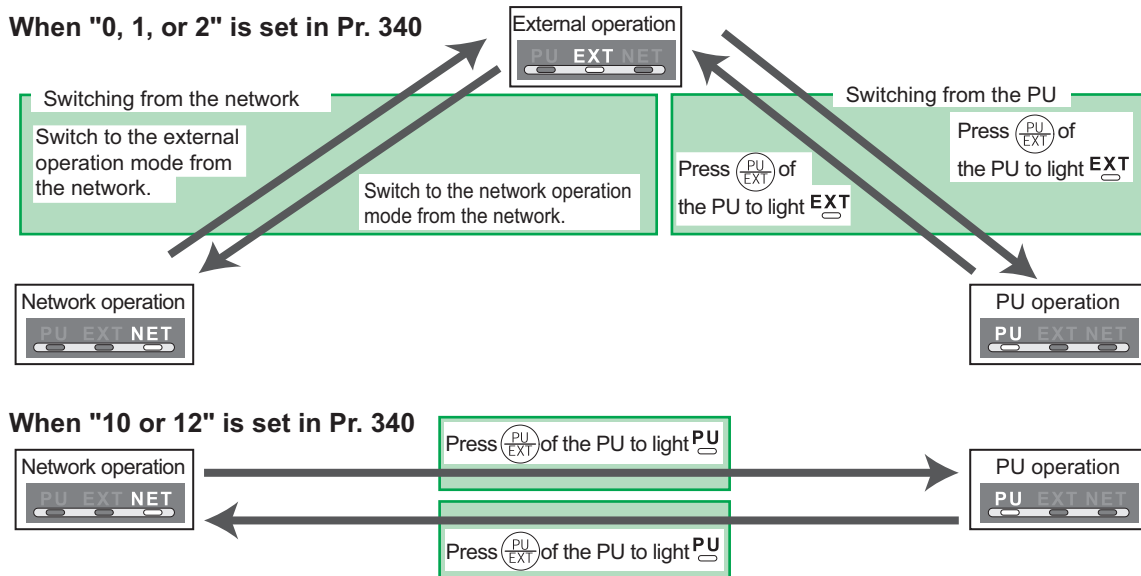 When "0, 1, or 2" is set in Pr. 340
External operation
PU EXT NET
Switching from the network
Switch to the external
operation mode from
the network.
Switch to the network operation
mode from the network.
Switching from the PU
Press PU/EXT of
the PU to light EXT
Press PU/EXT of
the PU to light EXT
Network operation
PU EXT NET
PU operation
PU EXT NET
When "10 or 12" is set in Pr. 340
Network operation
PU EXT NET
Press PU/EXT of the PU to light PU
Press PU/EXT of the PU to light PU
PU operation
PU EXT NET